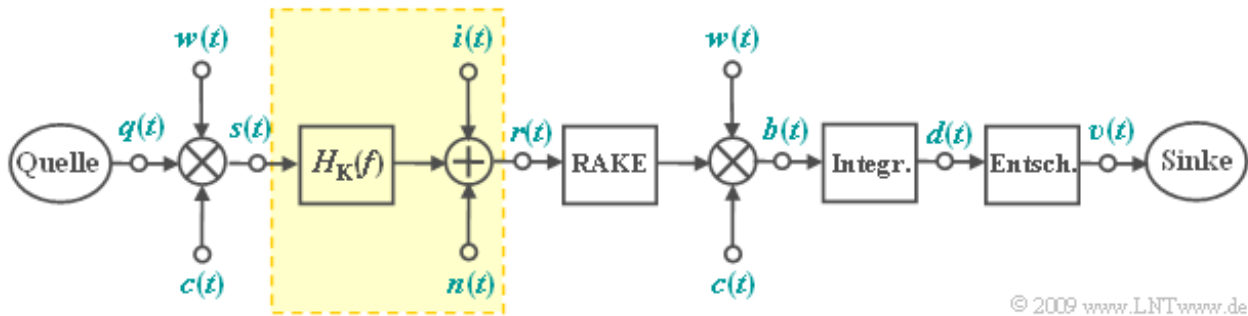 w(t) i(t) w(t)
q(t) s(t) r(t) b(t) d(t) v(t)
Quelle H_K(f) + RAKE Integr. Entsch. Sinke
c(t) n(t) c(t)
© 2009 www.LNTwww.de